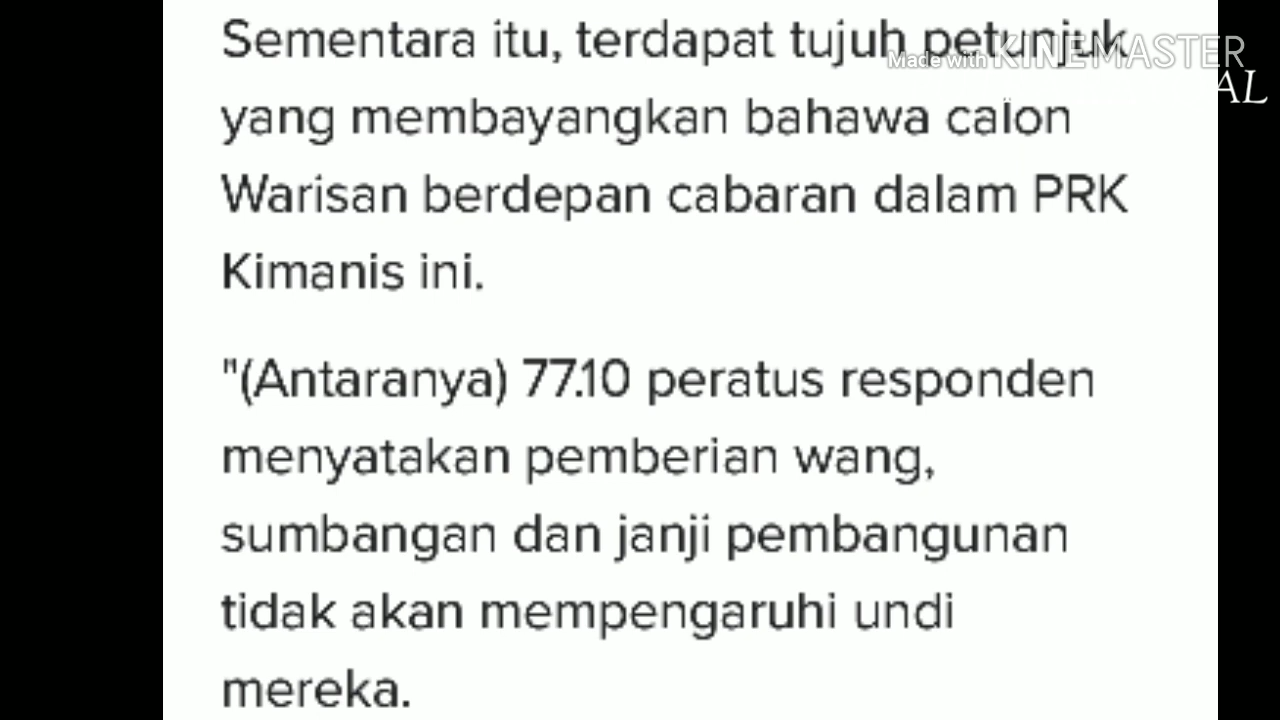 Sementara itu, terdapat tujuh petunjuk
Made with KINEMASTER
AL
yang membayangkan bahawa calon
Warisan berdepan cabaran dalam PRK
Kimanis ini.
"(Antaranya) 77.10 peratus responden
menyatakan pemberian wang,
sumbangan dan janji pembangunan
tidak akan mempengaruhi undi
mereka.